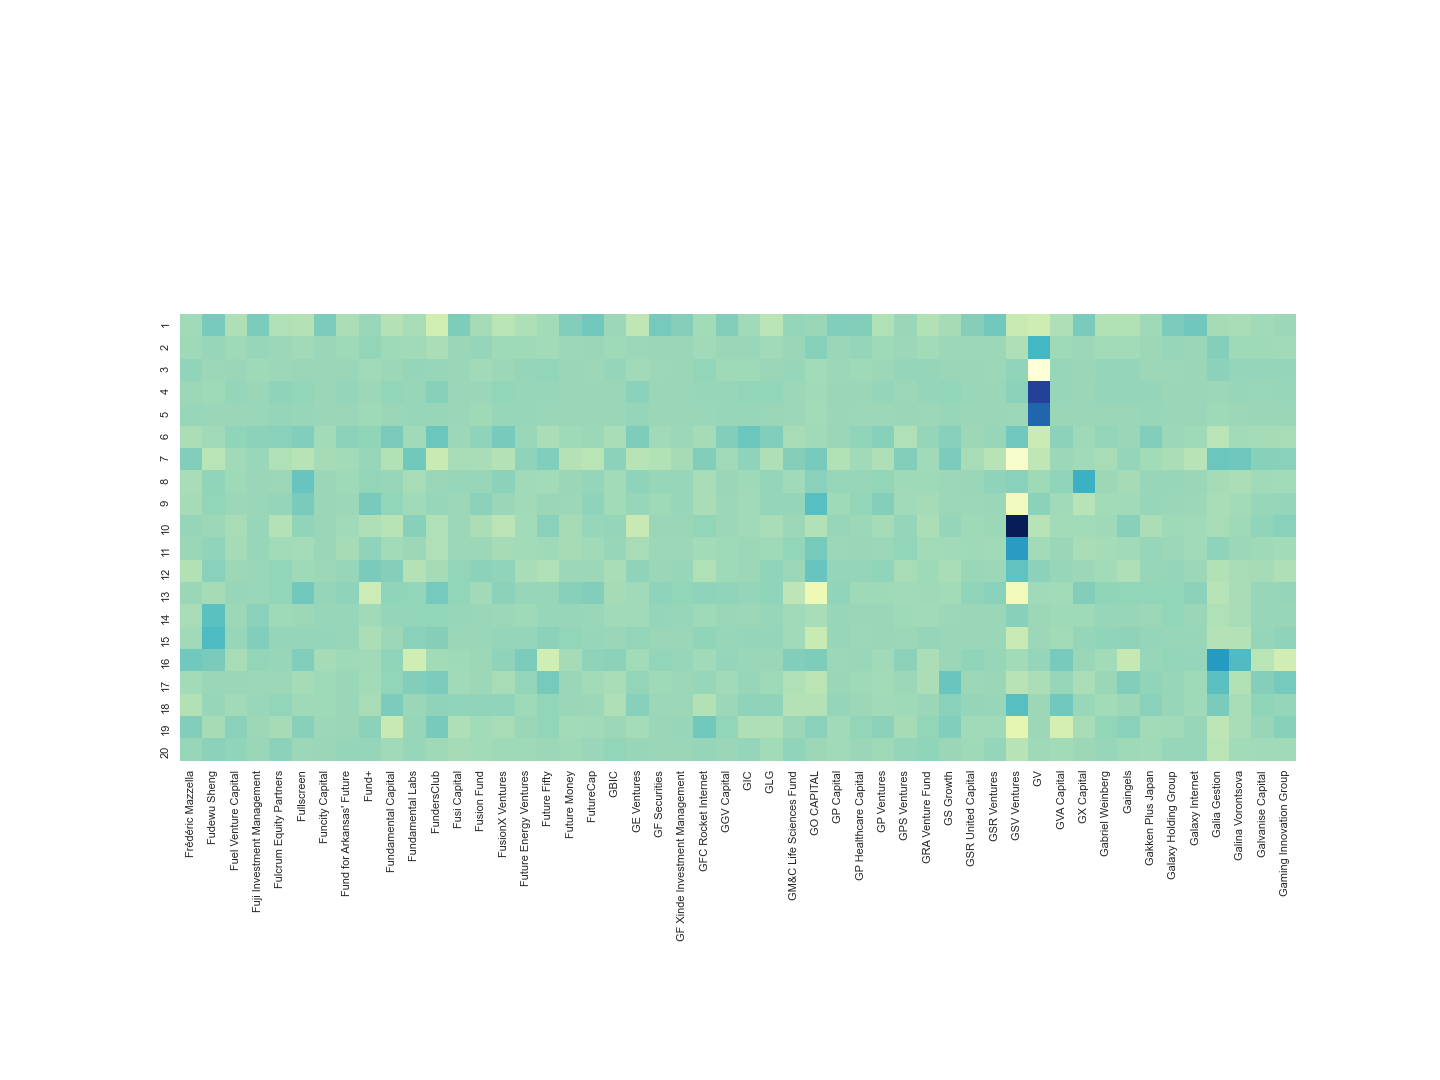 1
2
3
4
5
6
7
8
9
10
11
12
13
14
15
16
17
18
19
20
Frédéric Mazzella
Fudewu Sheng
Fuel Venture Capital
Fuji Investment Management
Fulcrum Equity Partners
Fullscreen
Funcity Capital
Fund for Arkansas' Future
Fund+
Fundamental Capital
Fundamental Labs
FundersClub
Fusi Capital
Fusion Fund
FusionX Ventures
Future Energy Ventures
Future Fifty
Future Money
FutureCap
GBIC
GE Ventures
GF Securities
GF Xinde Investment Management
GFC Rocket Internet
GGV Capital
GIC
GLG
GM&C Life Sciences Fund
GO CAPITAL
GP Capital
GP Healthcare Capital
GP Ventures
GPS Ventures
GRA Venture Fund
GS Growth
GSR United Capital
GSR Ventures
GSV Ventures
GV
GVA Capital
GX Capital
Gabriel Weinberg
Gaingels
Gakken Plus Japan
Galaxy Holding Group
Galaxy Internet
Galia Gestion
Galina Vorontsova
Galvanise Capital
Gaming Innovation Group